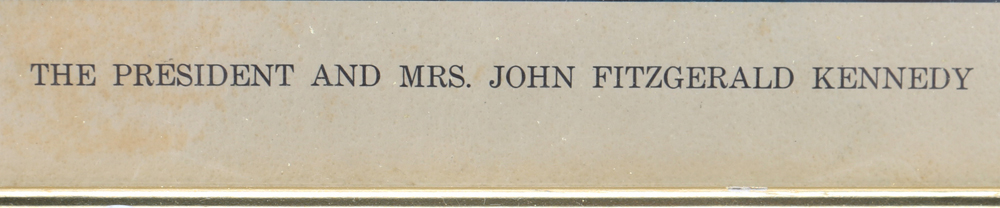 THE PRESIDENT AND MRS. JOHN FITZGERALD KENNEDY